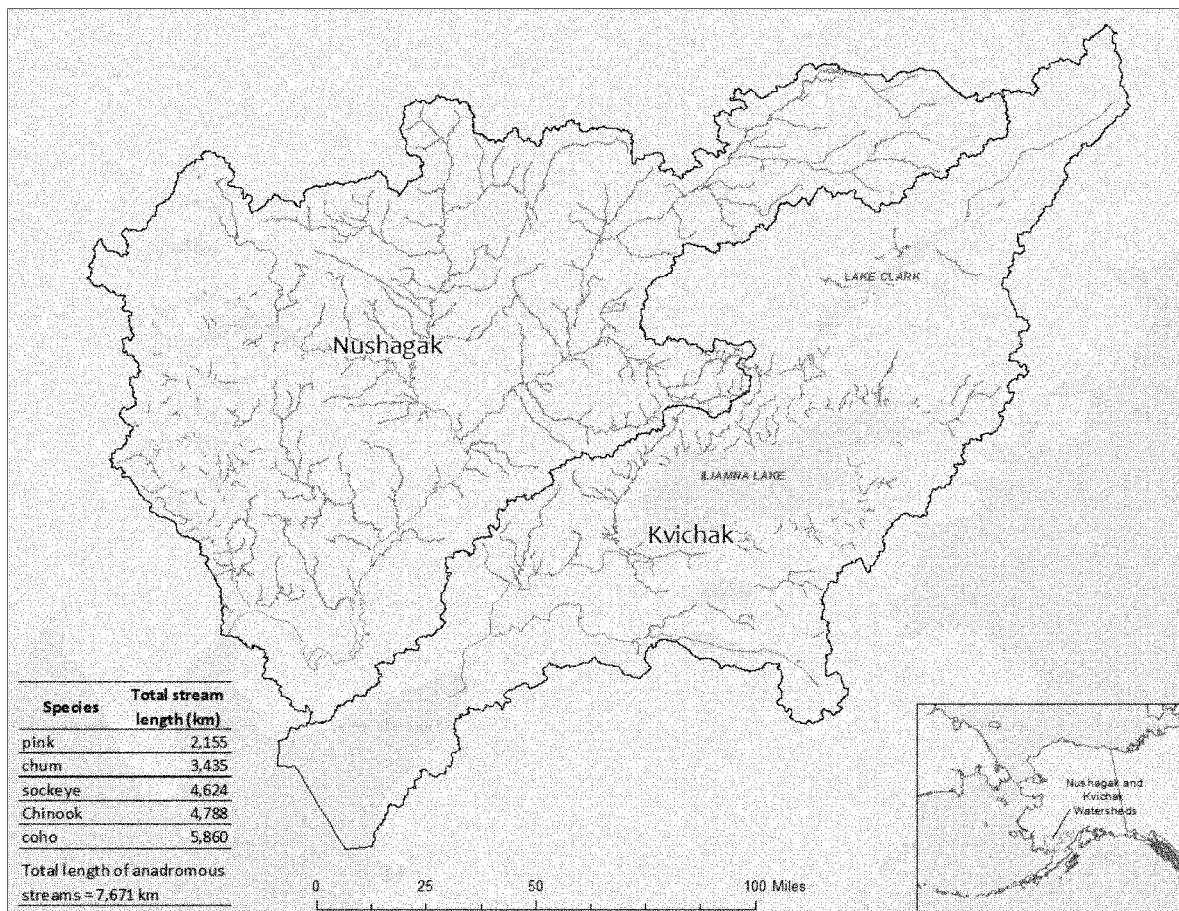 LAKE CLARK
Nushagak
ILIAMNA LAKE
Kvichak
Species Total stream length (km)
pink 2,155
chum 3,435
sockeye 4,624
Chinook 4,788
coho 5,860
Total length of anadromous
streams = 7,671 km
0 25 50 100 Miles
Nushagak and
Kvichak
Watersheds